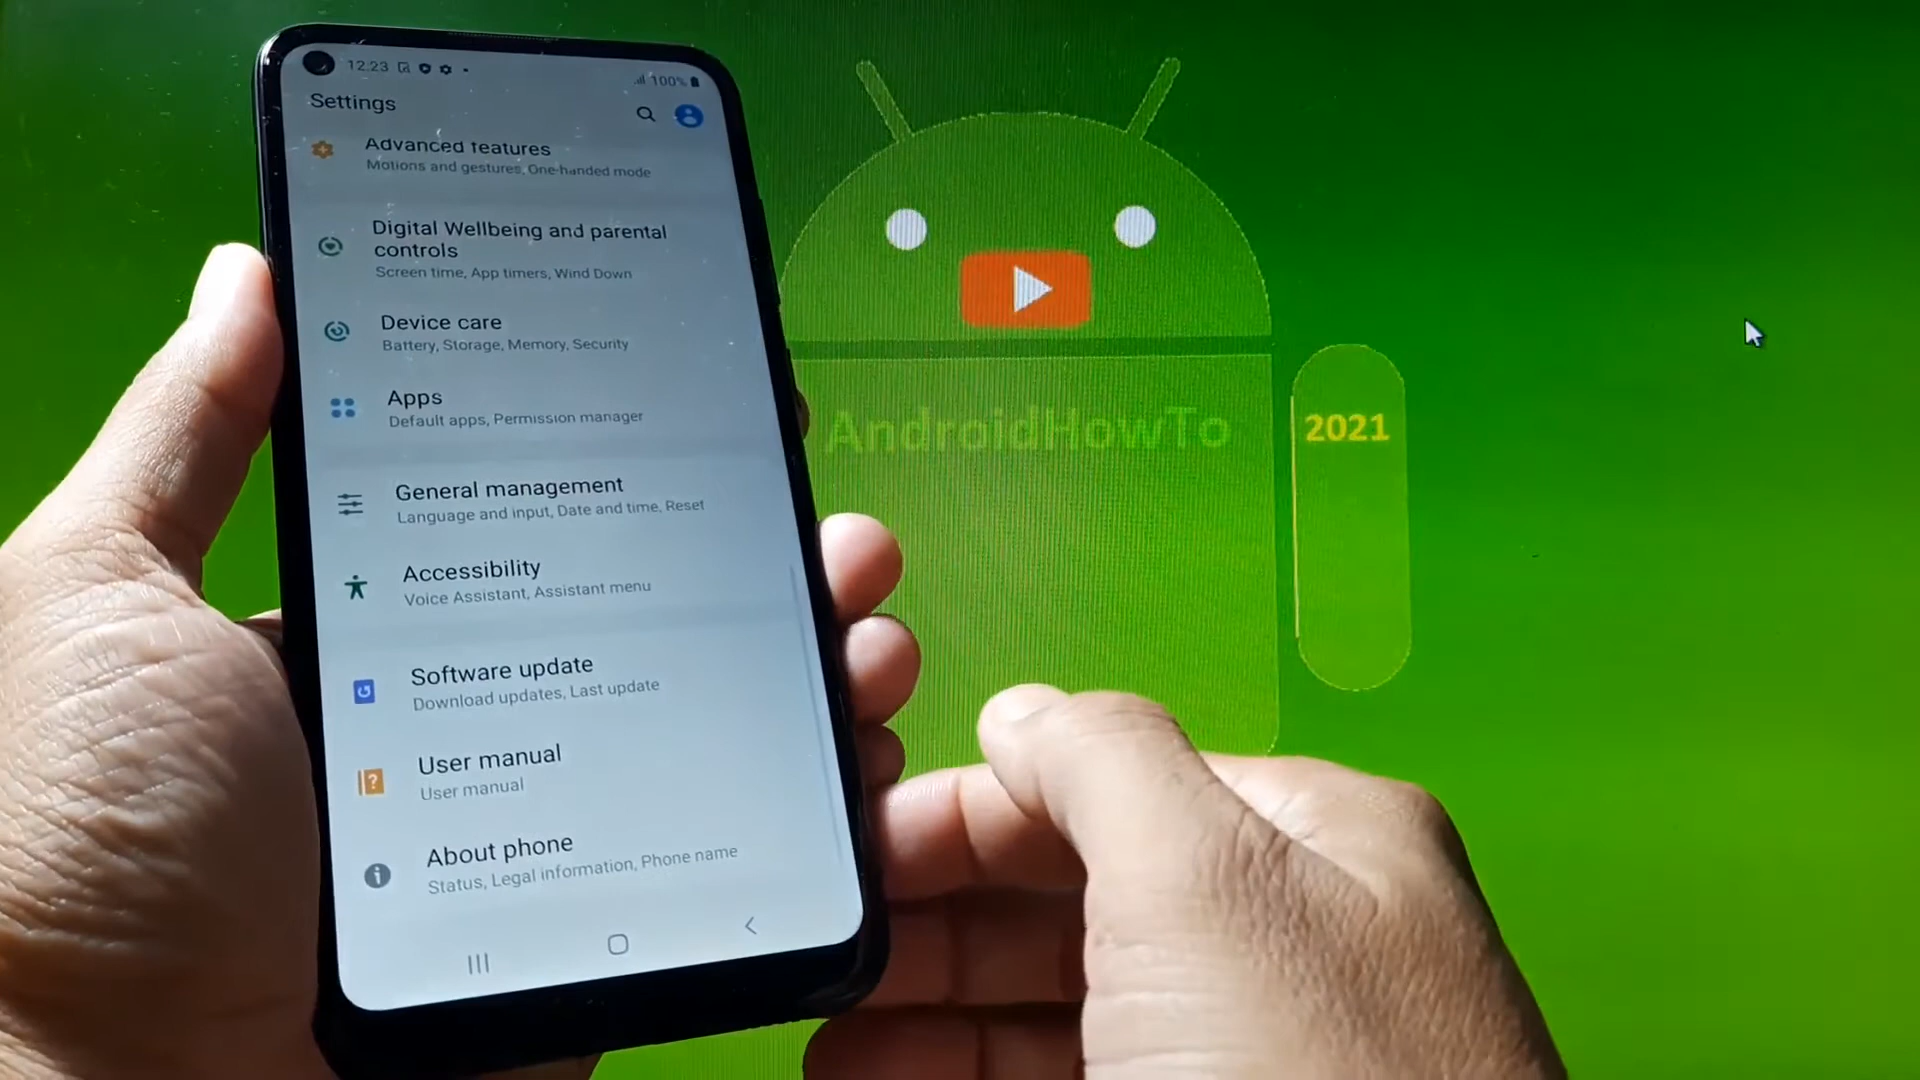 12:23
100%
Settings
Advanced features
Motions and gestures, One-handed mode
Digital Wellbeing and parental
controls
Screen time, App timers, Wind Down
Device care
Battery, Storage, Memory, Security
Apps
Default apps, Permission manager
General management
Language and input, Date and time, Reset
Accessibility
Voice Assistant, Assistant menu
Software update
Download updates, Last update
User manual
User manual
About phone
Status, Legal information, Phone name
AndroidHowTo
2021